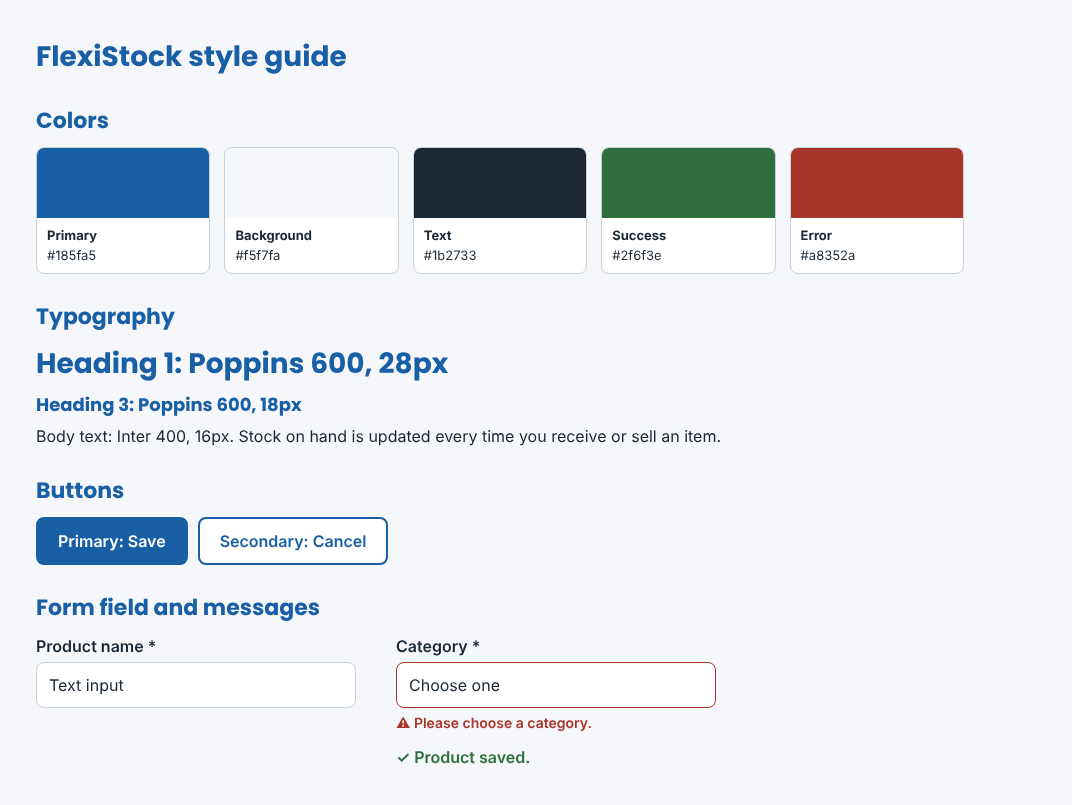 FlexiStock style guide
Colors
Primary
#185fa5
Background
#f5f7fa
Text
#1b2733
Success
#2f6f3e
Error
#a8352a
Typography
Heading 1: Poppins 600, 28px
Heading 3: Poppins 600, 18px
Body text: Inter 400, 16px. Stock on hand is updated every time you receive or sell an item.
Buttons
Primary: Save
Secondary: Cancel
Form field and messages
Product name *
Text input
Category *
Choose one
⚠ Please choose a category.
✓ Product saved.